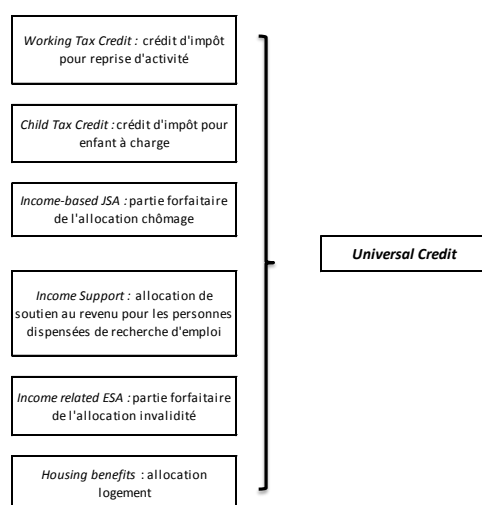 Working Tax Credit : crédit d'impôt
pour reprise d'activité
Child Tax Credit : crédit d'impôt pour
enfant à charge
Income-based JSA : partie forfaitaire
de l'allocation chômage
Universal Credit
Income Support : allocation de
soutien au revenu pour les personnes
dispensées de recherche d'emploi
Income related ESA : partie forfaitaire
de l'allocation invalidité
Housing benefits : allocation
logement